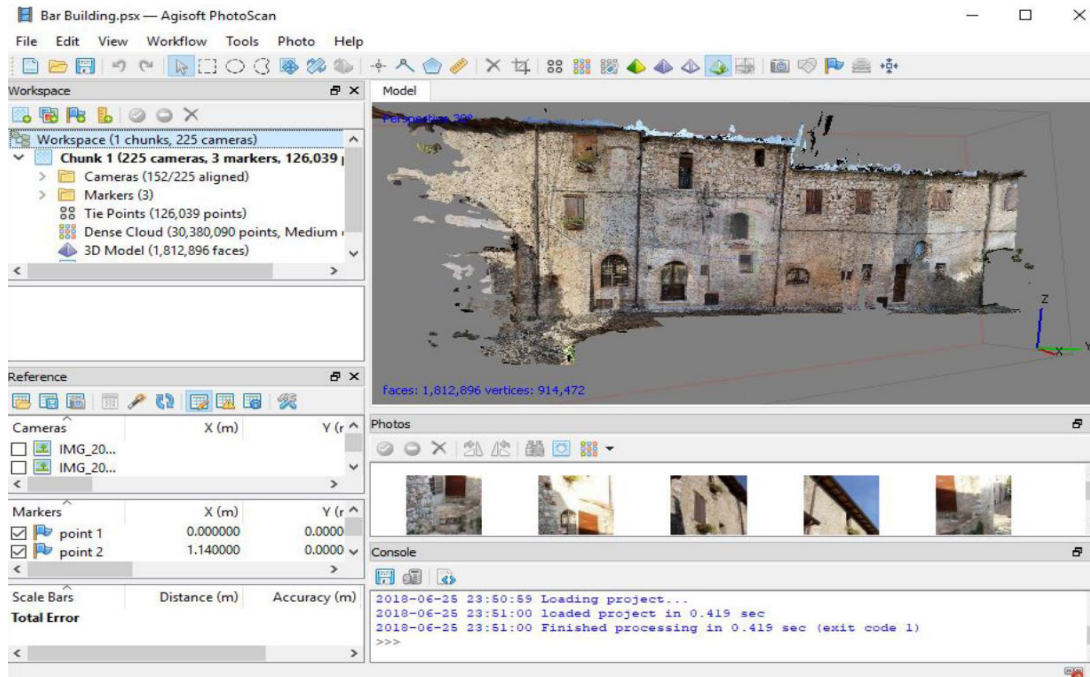 Bar Building.psx — Agisoft PhotoScan
File Edit View Workflow Tools Photo Help
Workspace
Workspace (1 chunks, 225 cameras)
Chunk 1 (225 cameras, 3 markers, 126,039
Cameras (152/225 aligned)
Markers (3)
Tie Points (126,039 points)
Dense Cloud (30,380,090 points, Medium
3D Model (1,812,896 faces)
Reference
Cameras X (m) Y (r
IMG_20...
IMG_20...
Markers X (m) Y (r
point 1 0.000000 0.0000
point 2 1.140000 0.0000
Scale Bars Distance (m) Accuracy (m)
Total Error
Model
Perspective 30°
faces: 1,812,896 vertices: 914,472
Z
X
Y
Photos
Console
2018-06-25 23:50:59 Loading project...
2018-06-25 23:51:00 loaded project in 0.419 sec
2018-06-25 23:51:00 Finished processing in 0.419 sec (exit code 1)
>>>